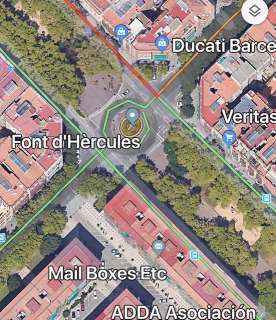 Ducati Barce
Veritas
Font d'Hèrcules
Mail Boxes Etc
ADDA Asociación